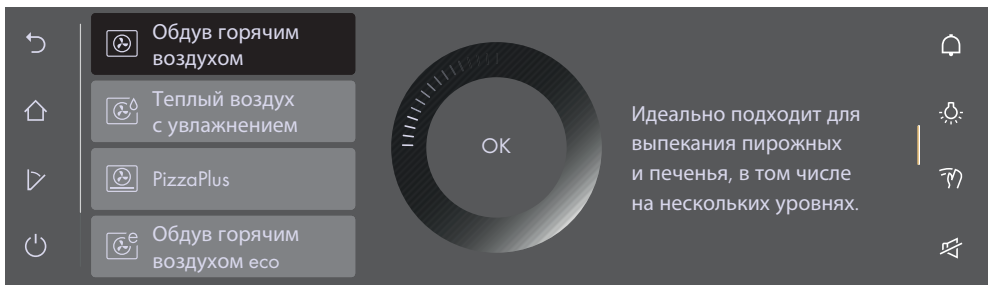 Обдув горячим
воздухом
Теплый воздух
с увлажнением
PizzaPlus
Обдув горячим
воздухом eco
OK
Идеально подходит для
выпекания пирожных
и печенья, в том числе
на нескольких уровнях.